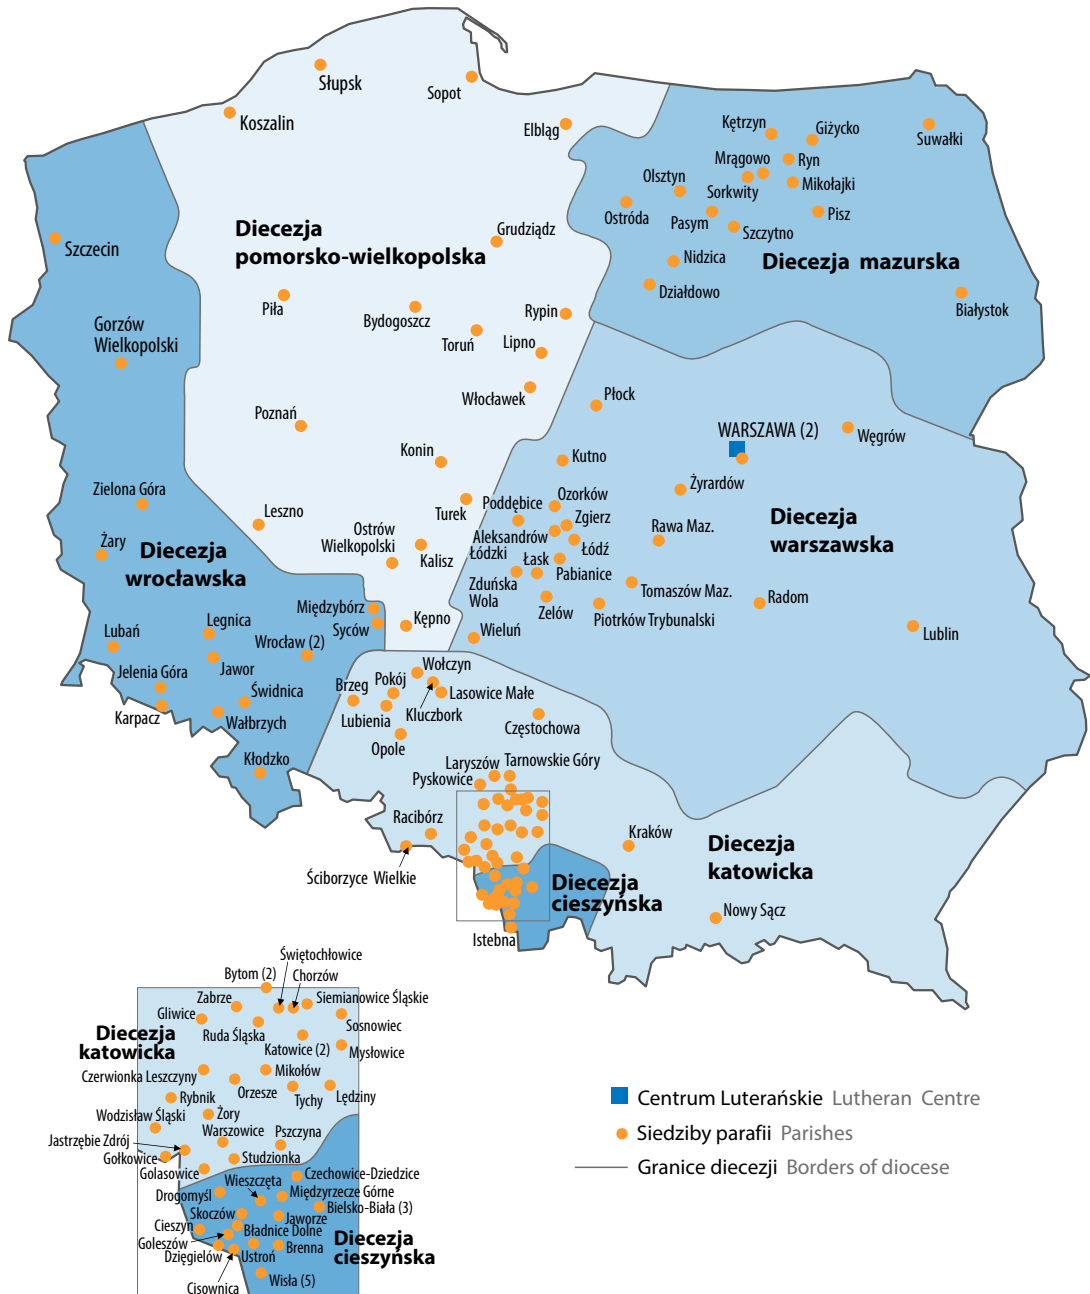 Słupsk
Sopot
Koszalin
Elbląg
Kętrzyn
Giżycko
Suwałki
Mrągowo
Ryn
Olsztyn
Sorkwity
Mikołajki
Ostróda
Pasym
Pisz
Szczytno
Nidzica
Działdowo
Diecezja mazurska
Białystok
Szczecin
Diecezja
pomorsko-wielkopolska
Grudziądz
Piła
Bydogoszcz
Rypin
Toruń
Lipno
Włocławek
Gorzów
Wielkopolski
Poznań
Konin
Turek
Leszno
Ostrów
Wielkopolski
Kalisz
Kępno
Płock
WARSZAWA (2)
Węgrów
Kutno
Żyrardów
Poddębice
Ozorków
Zgierz
Aleksandrów
Łódzki
Łódź
Rawa Maz.
Diecezja
warszawska
Łask
Pabianice
Zduńska
Wola
Zelów
Tomaszów Maz.
Piotrków Trybunalski
Radom
Lublin
Wieluń
Zielona Góra
Żary
Diecezja
wrocławska
Międzybórz
Syców
Legnica
Lubań
Wrocław (2)
Jawor
Jelenia Góra
Świdnica
Karpacz
Wałbrzych
Kłodzko
Wołczyn
Pokój
Brzeg
Lasowice Małe
Lubienia
Kluczbork
Opole
Częstochowa
Laryszów
Tarnowskie Góry
Pyskowice
Racibórz
Ściborzyce Wielkie
Kraków
Diecezja
katowicka
Nowy Sącz
Diecezja
cieszyńska
Istebna
Świętochłowice
Bytom (2)
Chorzów
Zabrze
Siemianowice Śląskie
Gliwice
Sosnowiec
Ruda Śląska
Diecezja
katowicka
Katowice (2)
Mysłowice
Czerwionka Leszczyny
Mikołów
Orzesze
Tychy
Lędziny
Rybnik
Wodzisław Śląski
Żory
Jastrzębie Zdrój
Warszowice
Pszczyna
Gołkowice
Studzionka
Golasowice
Wieszczęta
Czechowice-Dziedzice
Drogomyśl
Międzyrzecze Górne
Bielsko-Biała (3)
Skoczów
Jaworze
Cieszyn
Bładnice Dolne
Goleszów
Diecezja
cieszyńska
Dzięgielów
Ustroń
Brenna
Cisownica
Wisła (5)
Centrum Luterańskie Lutheran Centre
Siedziby parafii Parishes
Granice diecezji Borders of diocese